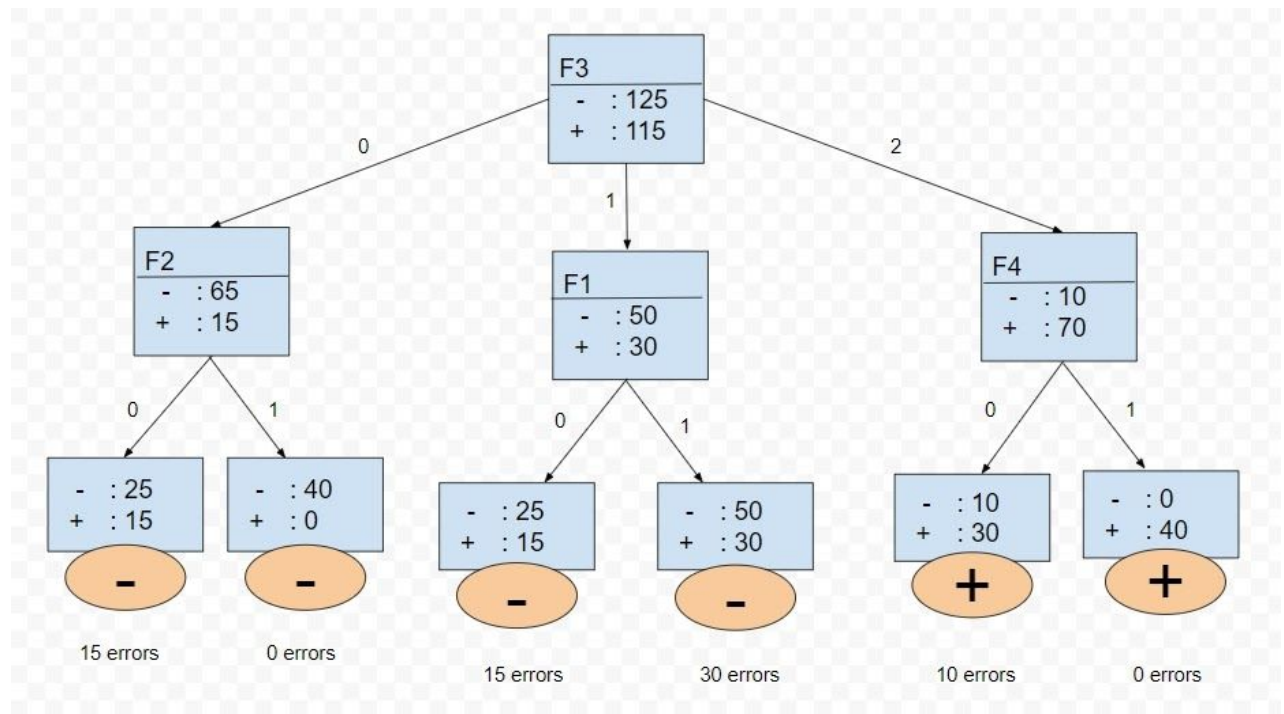 F3
- : 125
+ : 115
0
1
2
F2
- : 65
+ : 15
F1
- : 50
+ : 30
F4
- : 10
+ : 70
0
1
0
1
0
1
- : 25
+ : 15
- : 40
+ : 0
- : 25
+ : 15
- : 50
+ : 30
- : 10
+ : 30
- : 0
+ : 40
-
-
-
-
+
+
15 errors
0 errors
15 errors
30 errors
10 errors
0 errors